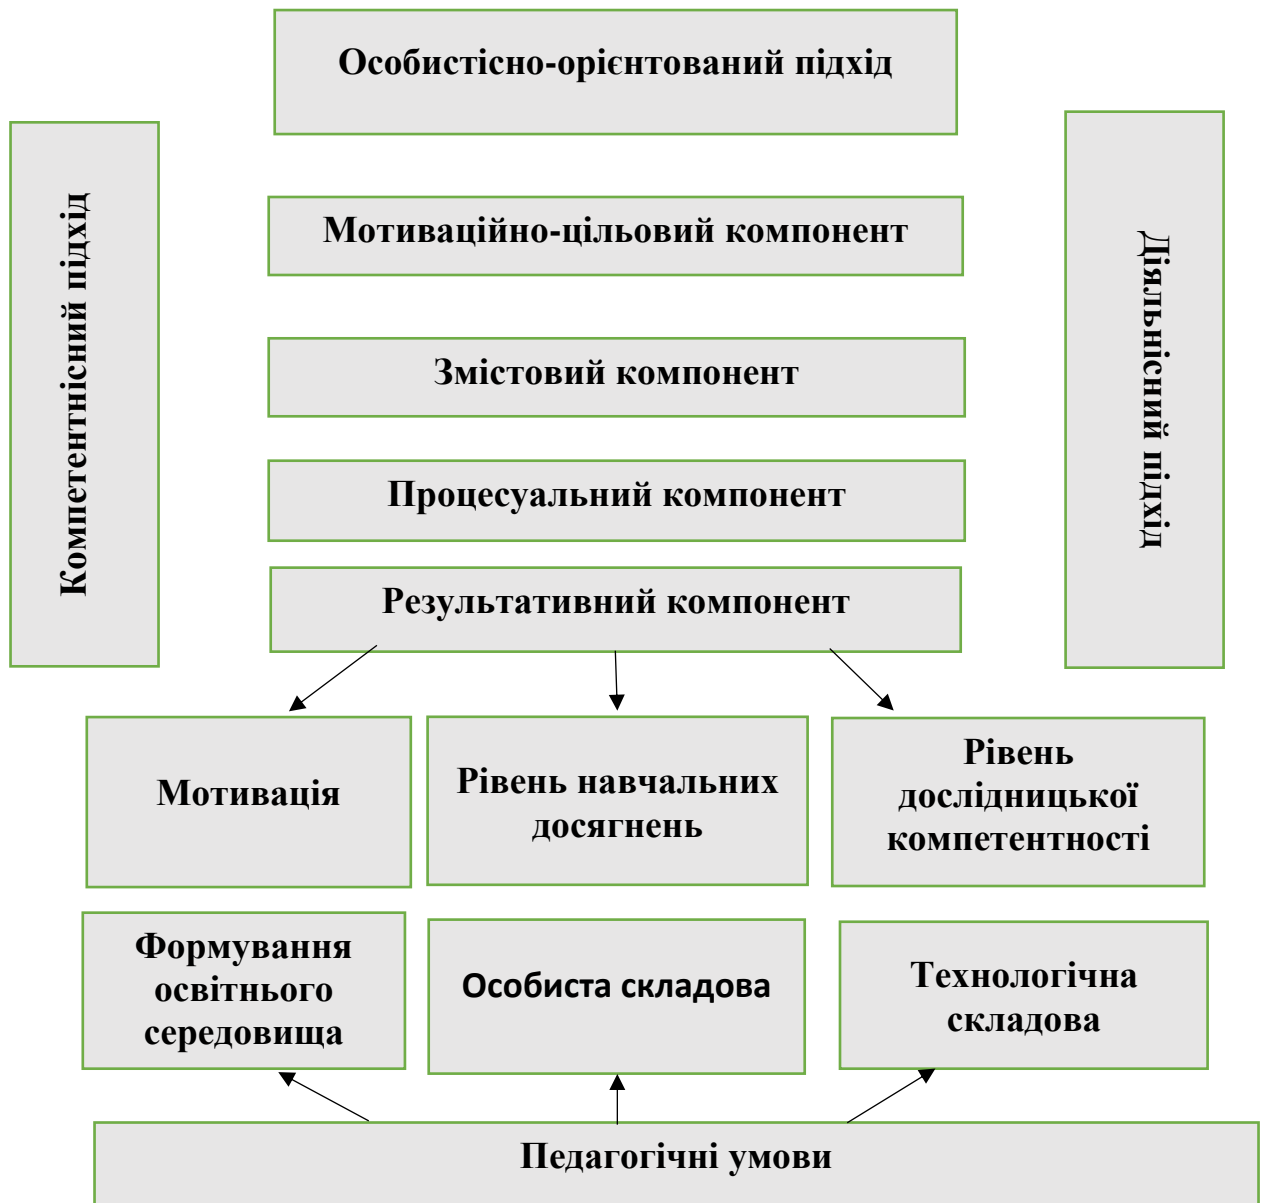 Особистісно-орієнтований підхід
Компетентнісний підхід
Діяльнісний підхід
Мотиваційно-цільовий компонент
Змістовий компонент
Процесуальний компонент
Результативний компонент
Мотивація
Рівень навчальних
досягнень
Рівень
дослідницької
компетентності
Формування
освітнього
середовища
Особиста складова
Технологічна
складова
Педагогічні умови